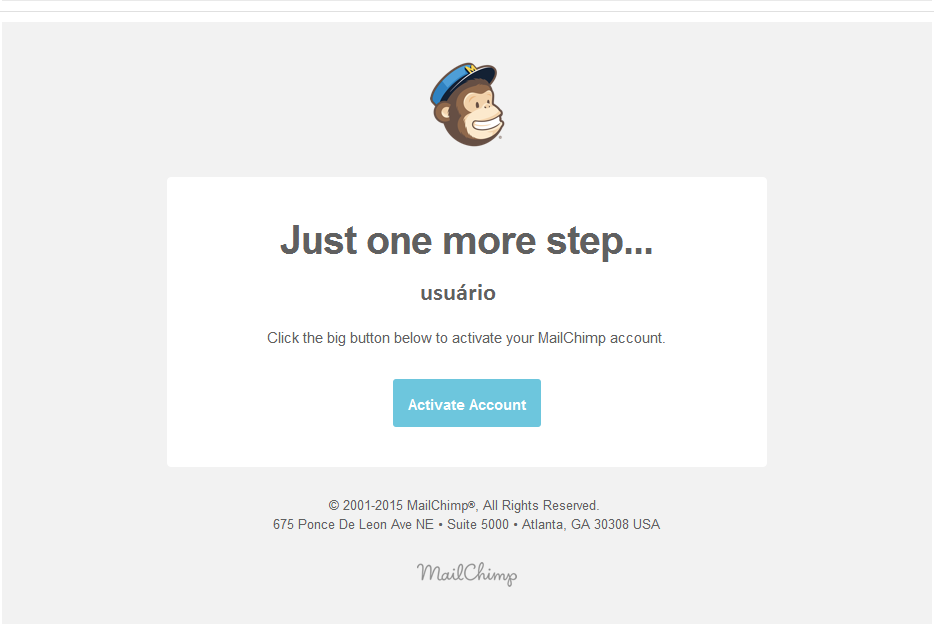 M
Just one more step...
usuário
Click the big button below to activate your MailChimp account.
Activate Account
© 2001-2015 MailChimp®, All Rights Reserved.
675 Ponce De Leon Ave NE • Suite 5000 • Atlanta, GA 30308 USA
MailChimp